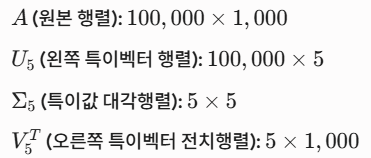 A (원본 행렬): 100,000 × 1,000
U₅ (왼쪽 특이벡터 행렬): 100,000 × 5
Σ₅ (특이값 대각행렬): 5 × 5
V₅ᵀ (오른쪽 특이벡터 전치행렬): 5 × 1,000